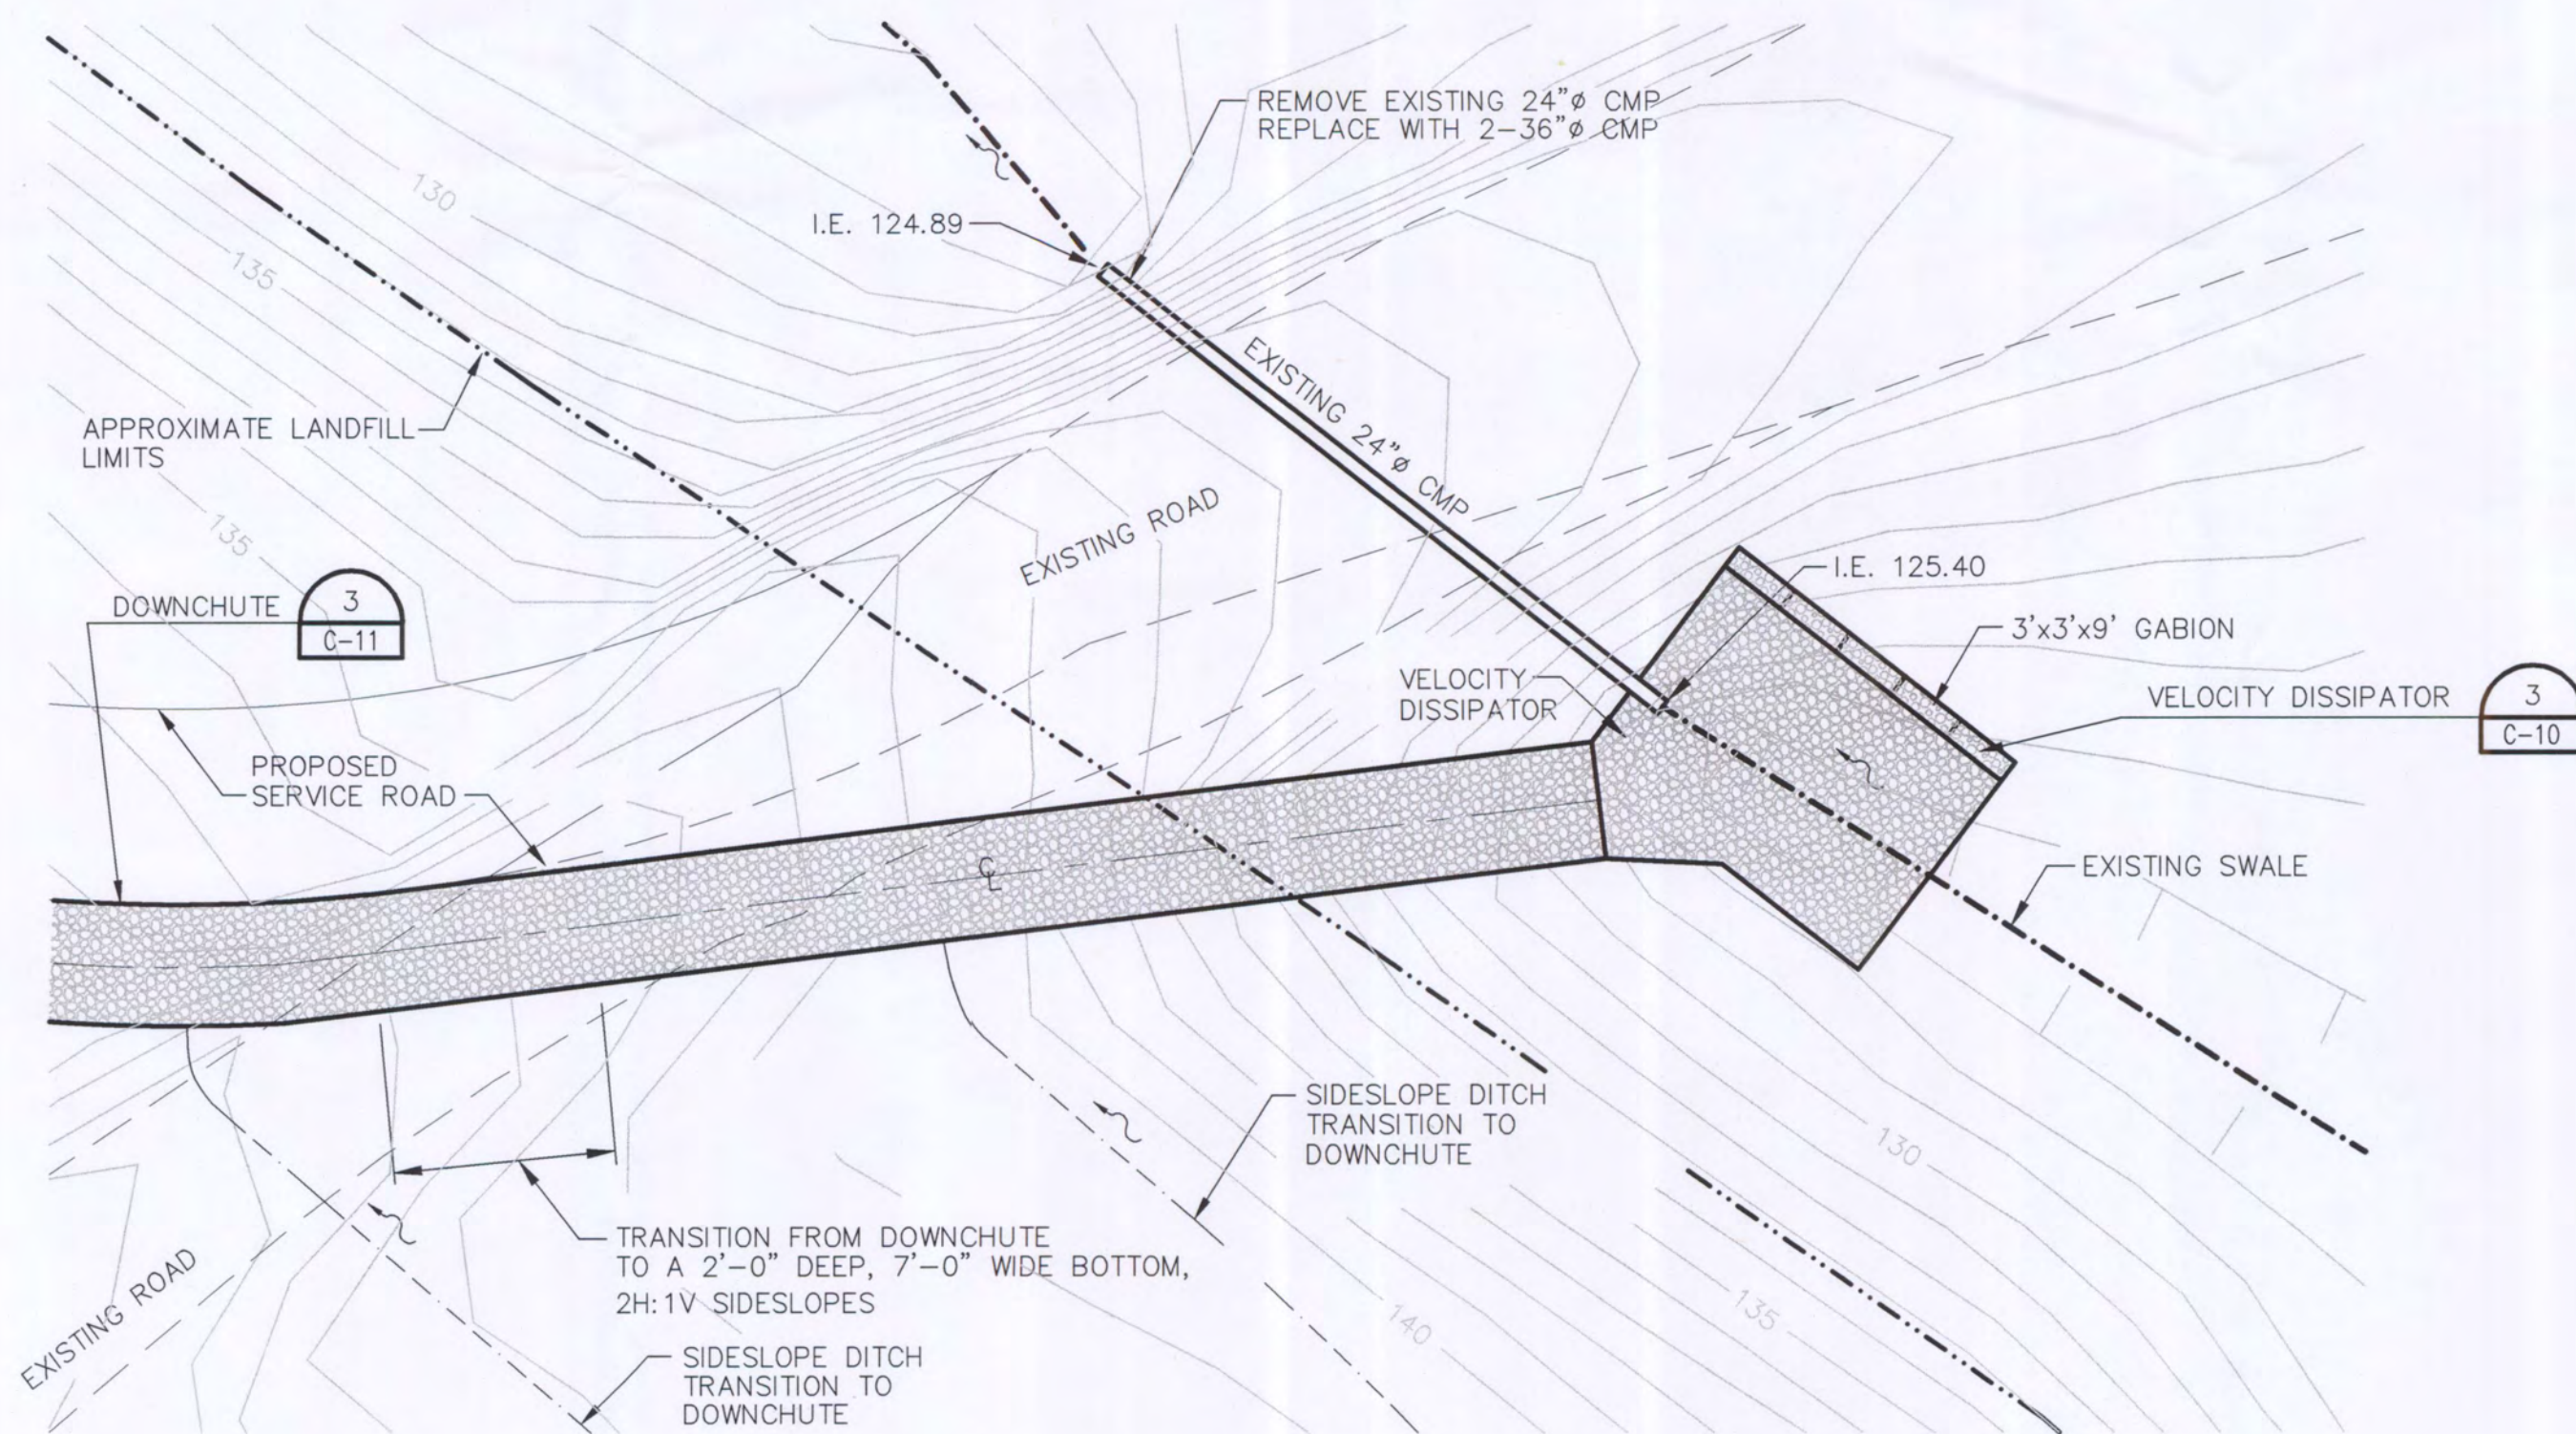 REMOVE EXISTING 24"ø CMP
REPLACE WITH 2-36"ø CMP
130
I.E. 124.89
135
EXISTING 24"ø CMP
APPROXIMATE LANDFILL
LIMITS
135
EXISTING ROAD
I.E. 125.40
DOWNCHUTE
3
C-11
3'x3'x9' GABION
VELOCITY
DISSIPATOR
VELOCITY DISSIPATOR
3
C-10
PROPOSED
SERVICE ROAD
℄
EXISTING SWALE
SIDESLOPE DITCH
TRANSITION TO
DOWNCHUTE
130
TRANSITION FROM DOWNCHUTE
TO A 2'-0" DEEP, 7'-0" WIDE BOTTOM,
2H:1V SIDESLOPES
EXISTING ROAD
140
135
SIDESLOPE DITCH
TRANSITION TO
DOWNCHUTE